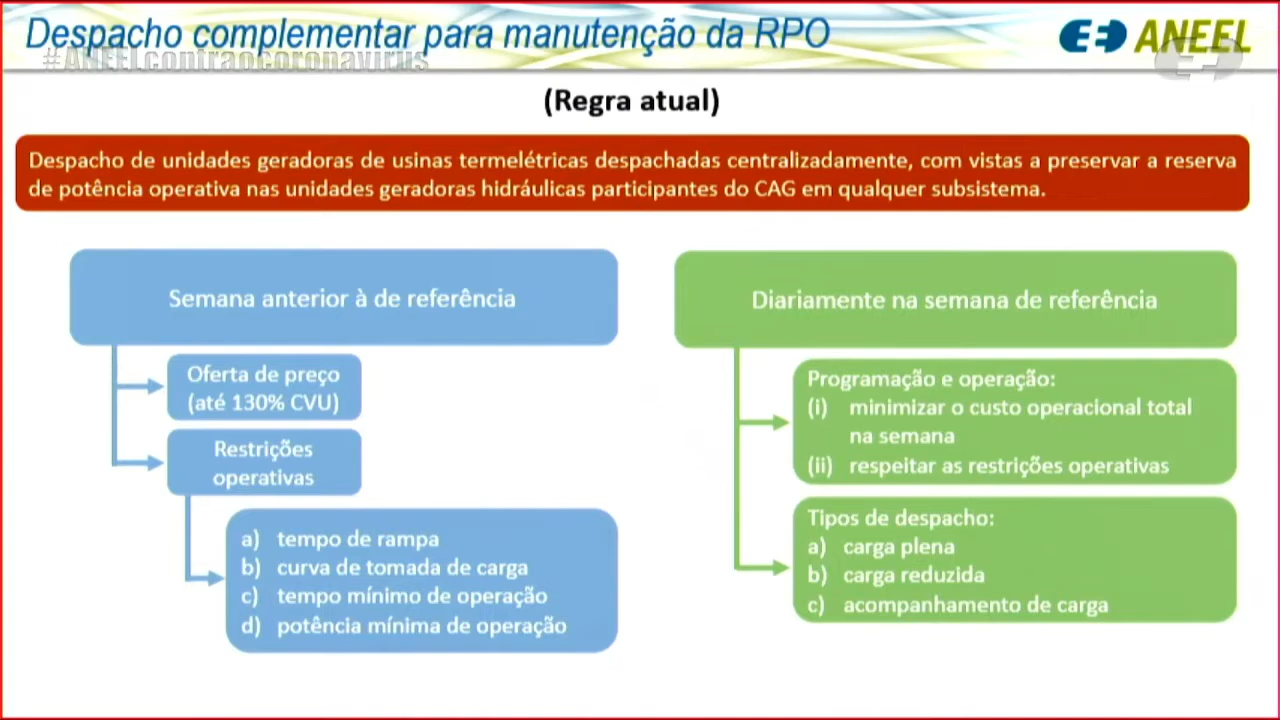 Despacho complementar para manutenção da RPO
ANEEL
#ANEELcontraocoronavirus
(Regra atual)
Despacho de unidades geradoras de usinas termelétricas despachadas centralizadamente, com vistas a preservar a reserva
de potência operativa nas unidades geradoras hidráulicas participantes do CAG em qualquer subsistema.
Semana anterior à de referência
Oferta de preço
(até 130% CVU)
Restrições
operativas
a) tempo de rampa
b) curva de tomada de carga
c) tempo mínimo de operação
d) potência mínima de operação
Diariamente na semana de referência
Programação e operação:
(i) minimizar o custo operacional total
na semana
(ii) respeitar as restrições operativas
Tipos de despacho:
a) carga plena
b) carga reduzida
c) acompanhamento de carga